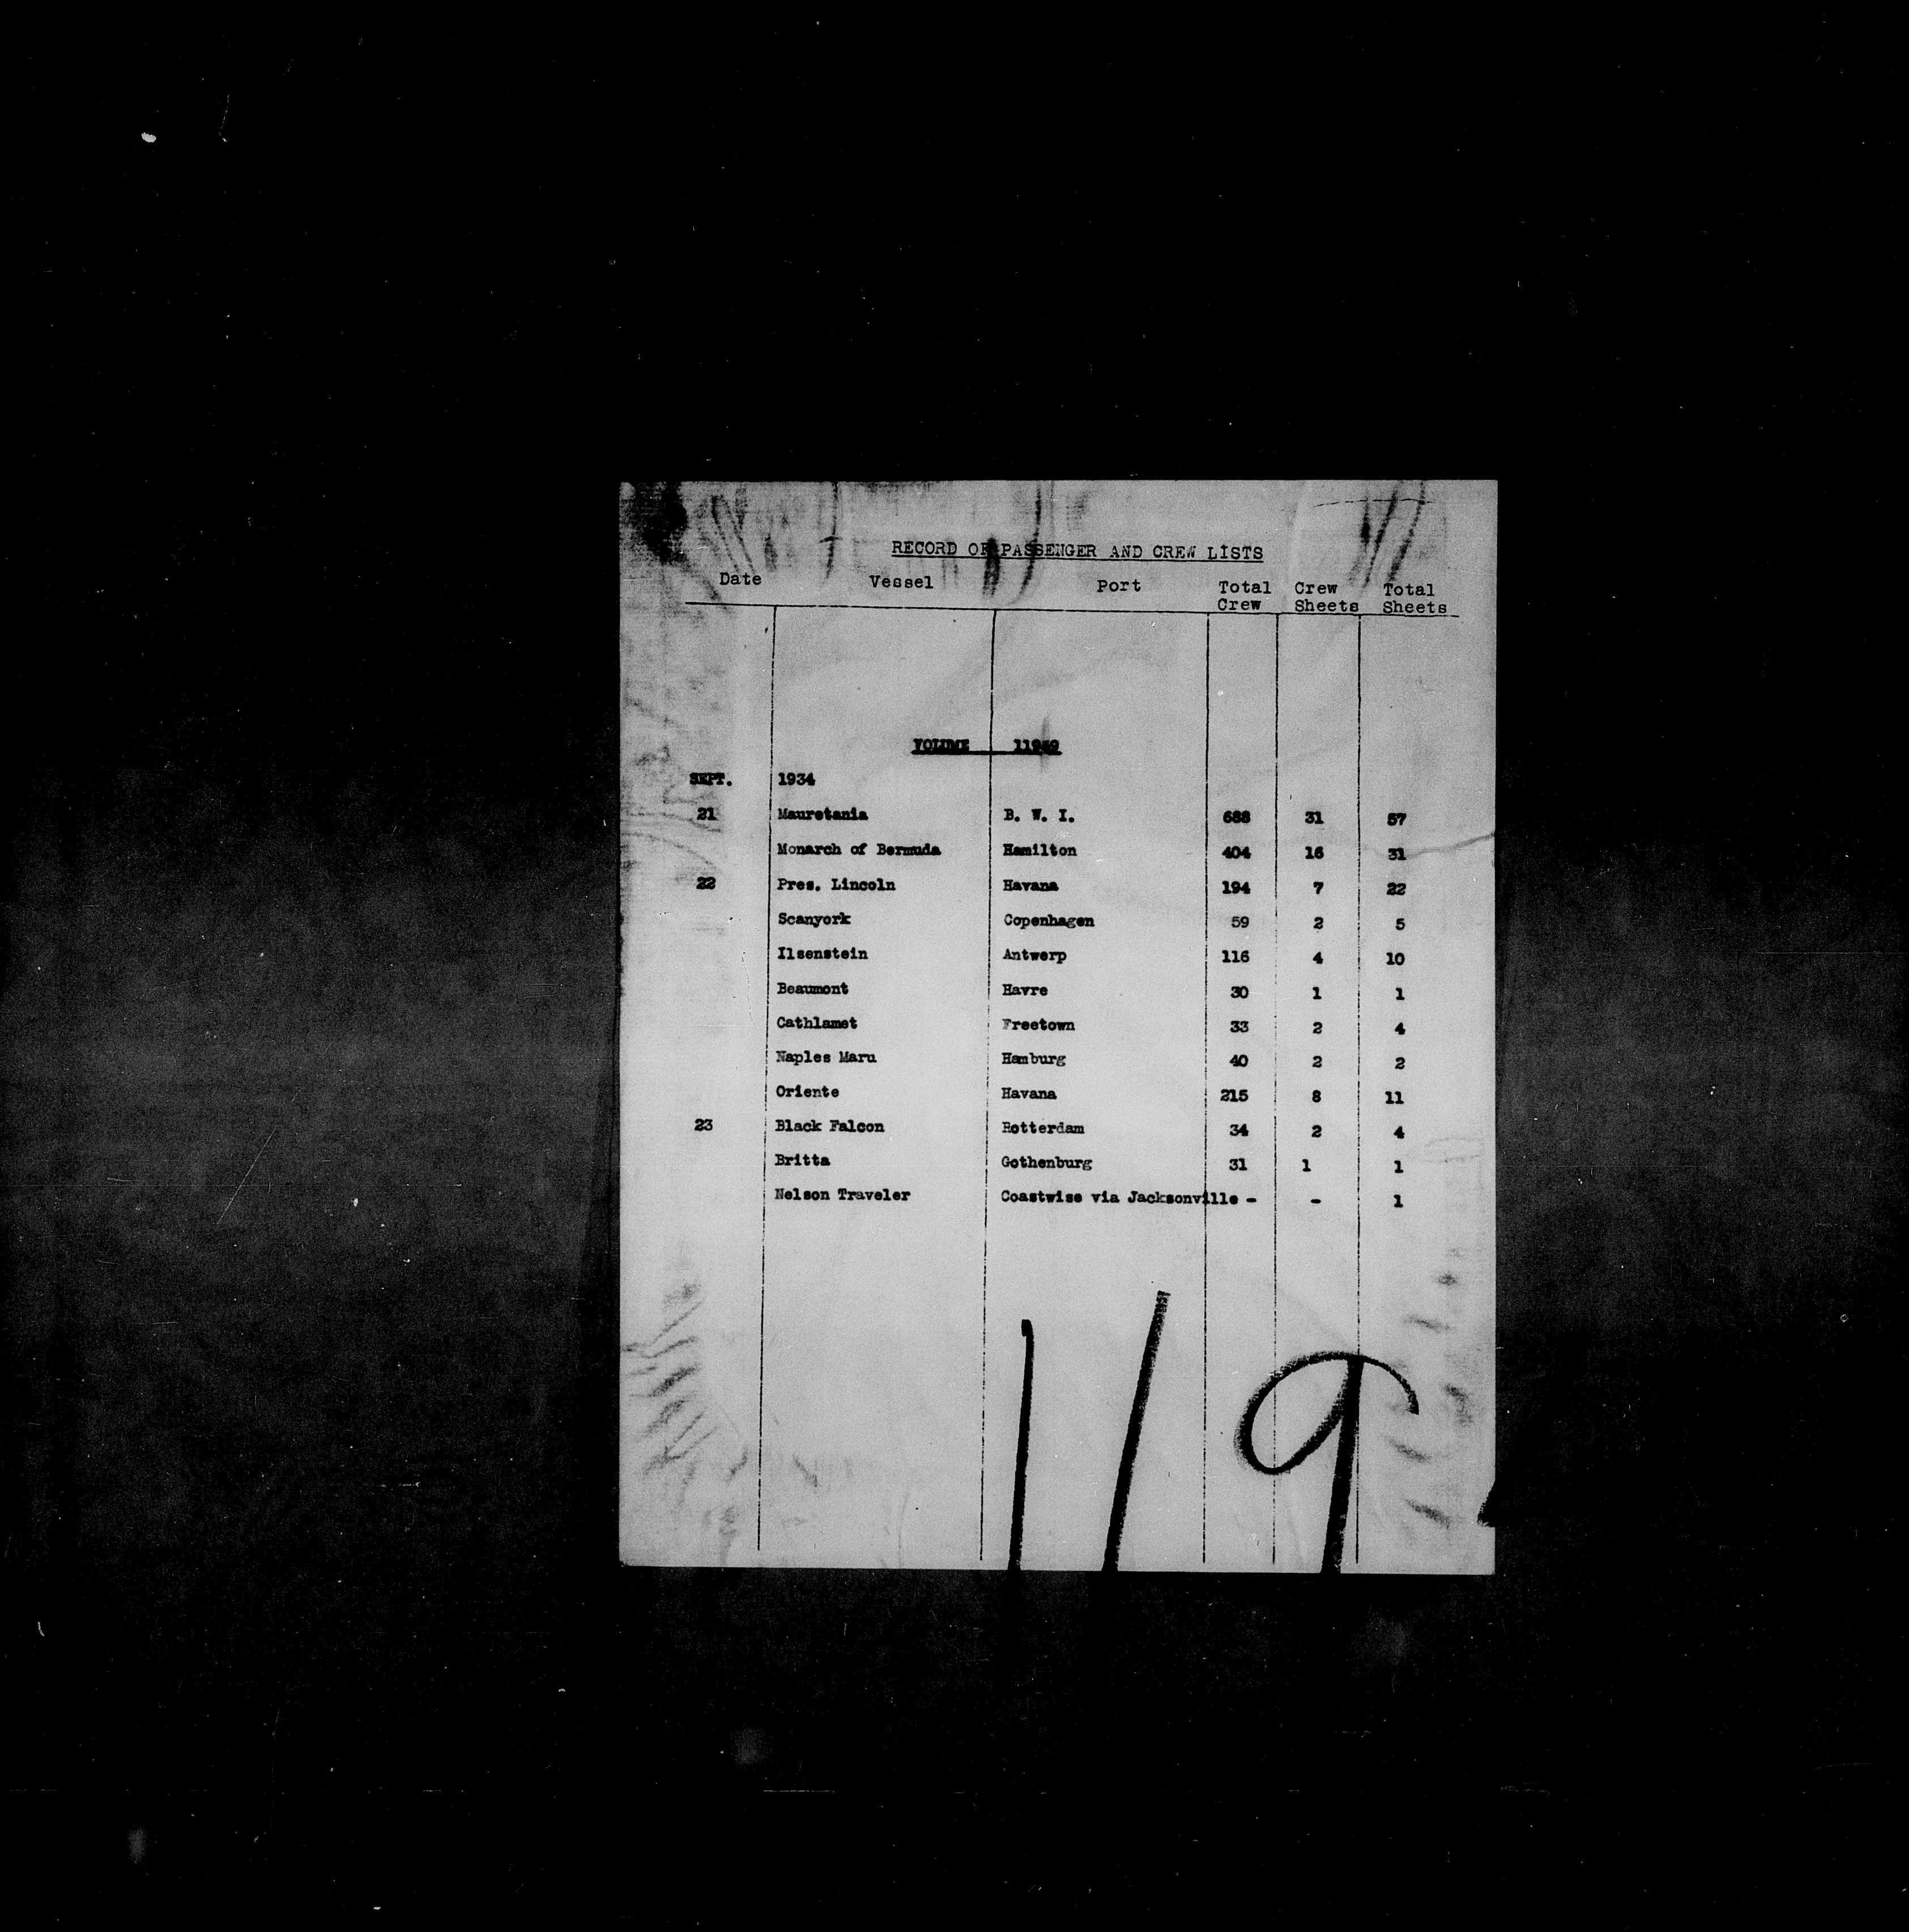 RECORD OF PASSENGER AND CREW LISTS
Date Vessel Port Total Crew Crew Sheets Total Sheets
VOLUME
SEPT. 1934
21 Mauretania B. W. I. 688 31 57
Monarch of Bermuda Hamilton 404 16 31
22 Pres. Lincoln Havana 194 7 22
Scanyork Copenhagen 59 2 5
Ilsenstein Antwerp 116 4 10
Beaumont Havre 30 1 1
Cathlamet Freetown 33 2 4
Naples Maru Hamburg 40 2 2
Oriente Havana 215 8 11
23 Black Falcon Rotterdam 34 2 4
Britta Gothenburg 31 1 1
Nelson Traveler Coastwise via Jacksonville - - 1
119